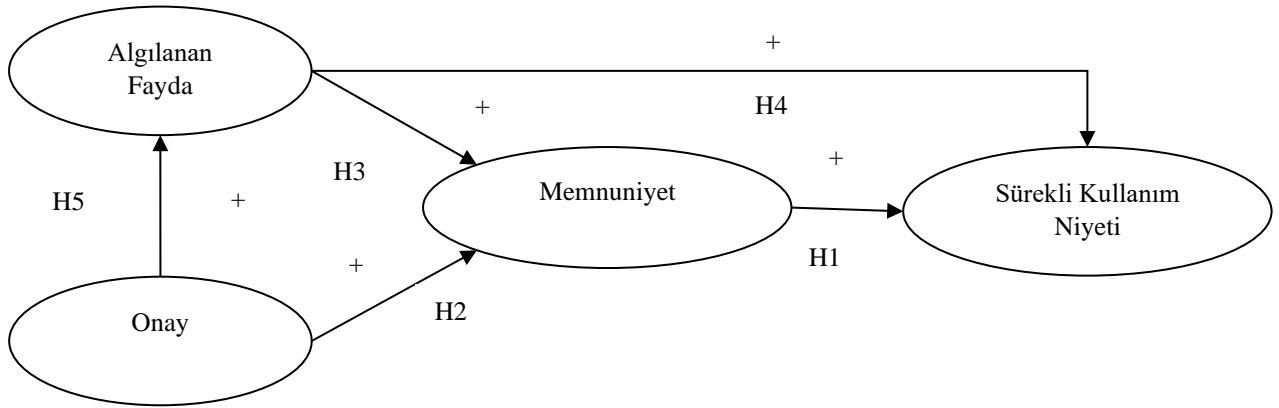 Algılanan
Fayda
+
+
H4
H3
+
Memnuniyet
Sürekli Kullanım
Niyeti
H5
+
H1
+
H2
Onay